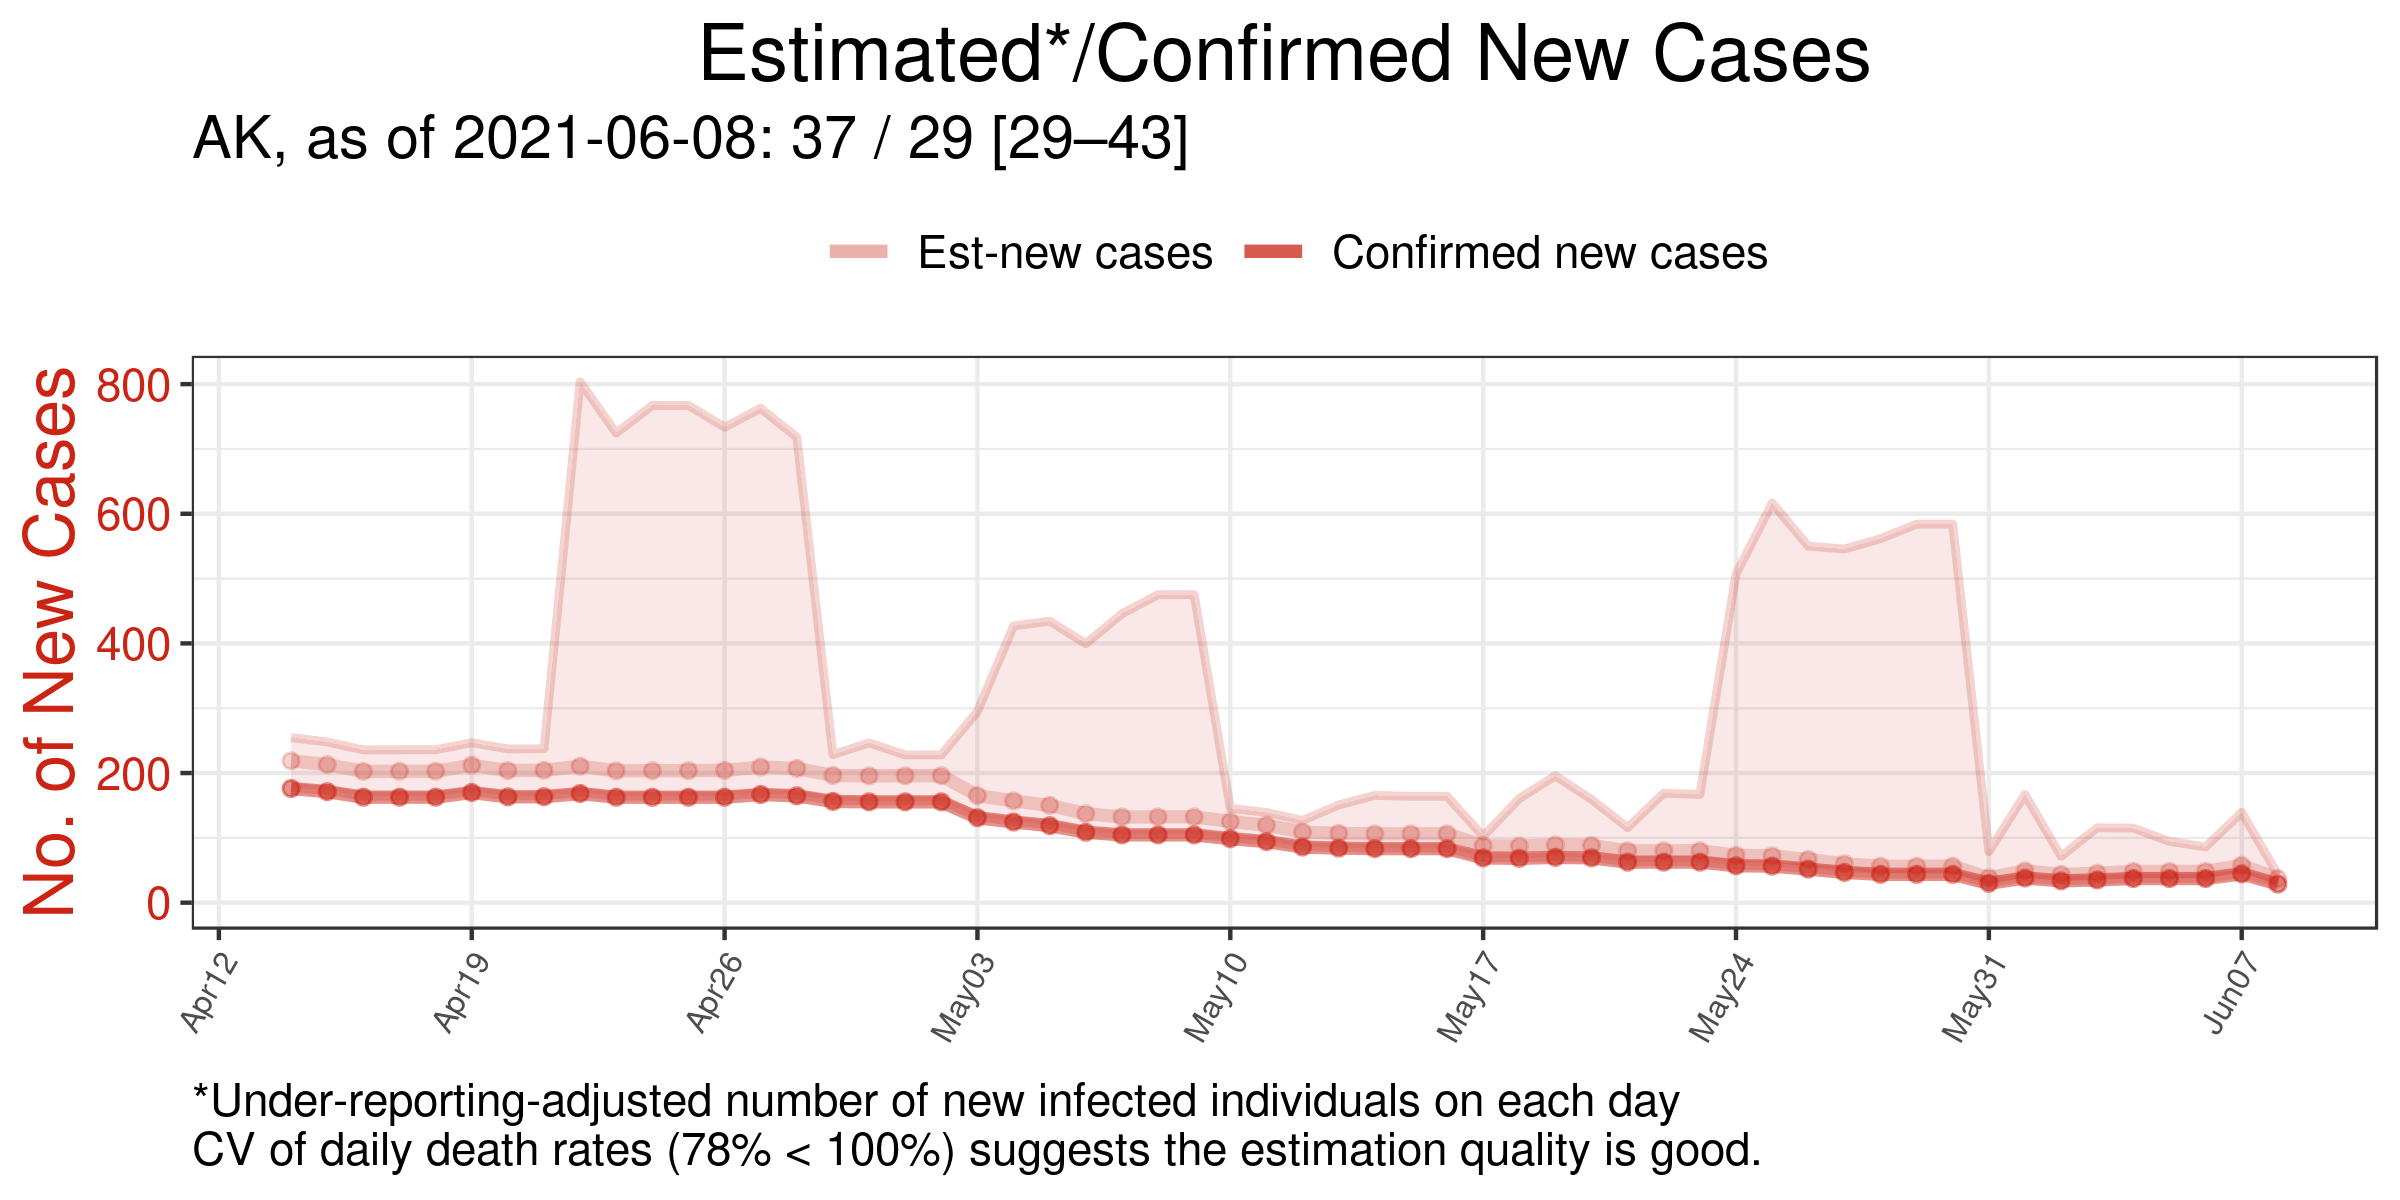 Estimated*/Confirmed New Cases
AK, as of 2021-06-08: 37 / 29 [29–43]
Est-new cases Confirmed new cases
No. of New Cases
800
600
400
200
0
Apr12 Apr19 Apr26 May03 May10 May17 May24 May31 Jun07
*Under-reporting-adjusted number of new infected individuals on each day
CV of daily death rates (78% < 100%) suggests the estimation quality is good.